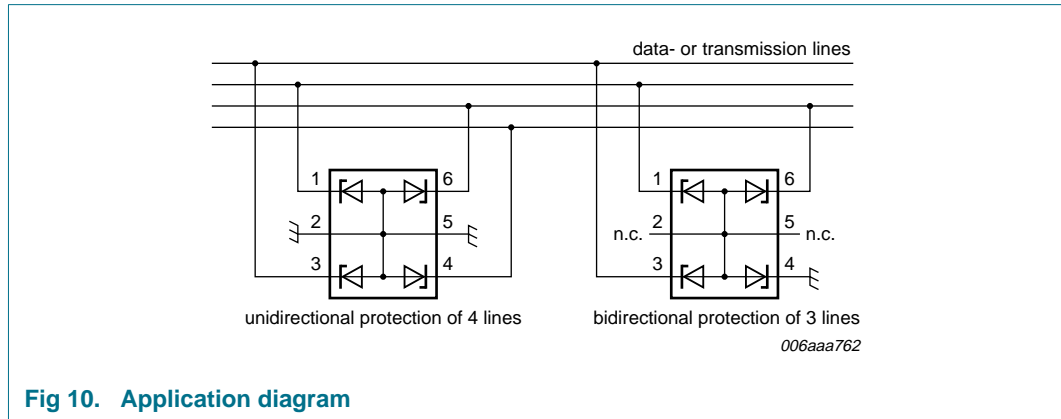 data- or transmission lines
1 6 1 6
2 5 n.c. 2 5 n.c.
3 4 3 4
unidirectional protection of 4 lines bidirectional protection of 3 lines
006aaa762
Fig 10. Application diagram